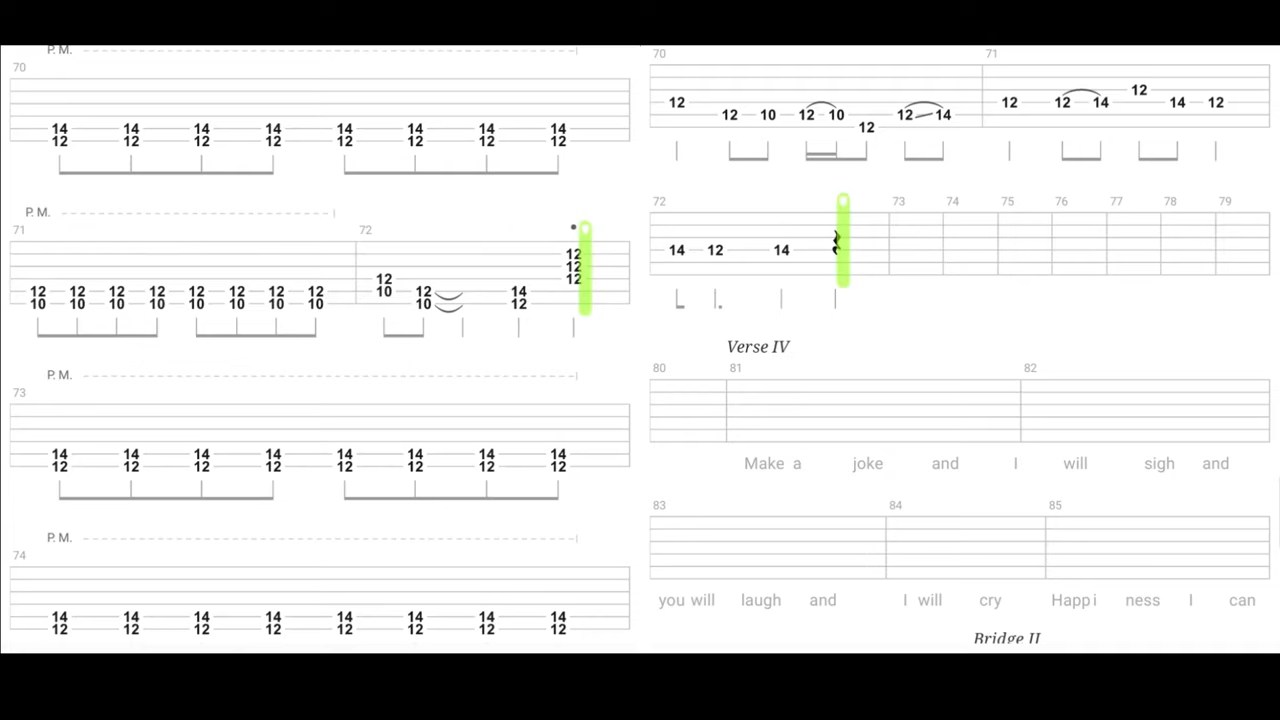 P.M.
70
14 14 14 14 14 14 14 14
12 12 12 12 12 12 12 12
P.M.
71 72
12
12 12
12 12 12 12 12 12 12 12 10 12 14
10 10 10 10 10 10 10 10 10 12
12
P.M.
73
14 14 14 14 14 14 14 14
12 12 12 12 12 12 12 12
P.M.
74
14 14 14 14 14 14 14 14
12 12 12 12 12 12 12 12
70 71
12
12 12 12 14 14 12
12 10 12 10 12 14
12
72 73 74 75 76 77 78 79
14 12 14
Verse IV
80 81 82
Make a joke and I will sigh and
83 84 85
you will laugh and I will cry Happi ness I can
Bridge II